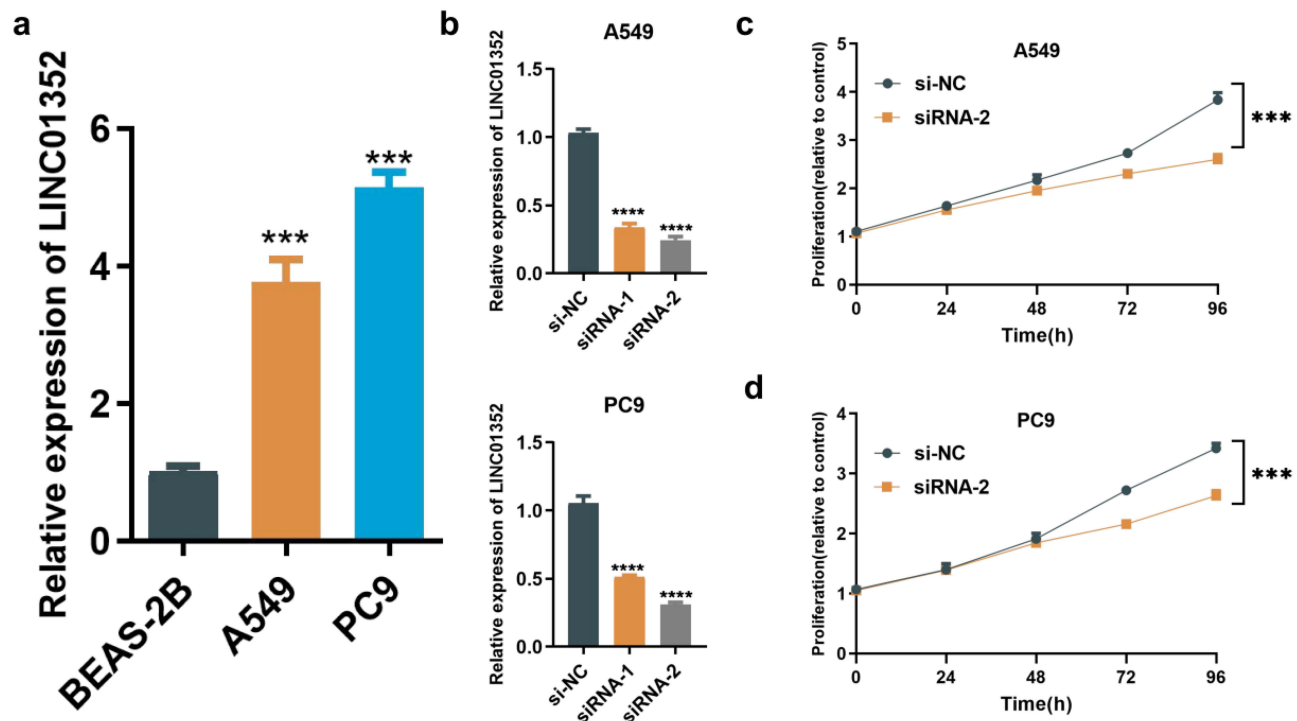 a
Relative expression of LINC01352
6
4
2
0
***
***
BEAS-2B
A549
PC9
b
A549
Relative expression of LINC01352
1.5
1.0
0.5
0.0
****
****
si-NC
siRNA-1
siRNA-2
PC9
Relative expression of LINC01352
1.5
1.0
0.5
0.0
****
****
si-NC
siRNA-1
siRNA-2
c
A549
Proliferation(relative to control)
5
4
3
2
1
0
si-NC
siRNA-2
***
0 24 48 72 96
Time(h)
d
PC9
Proliferation(relative to control)
4
3
2
1
0
si-NC
siRNA-2
***
0 24 48 72 96
Time(h)